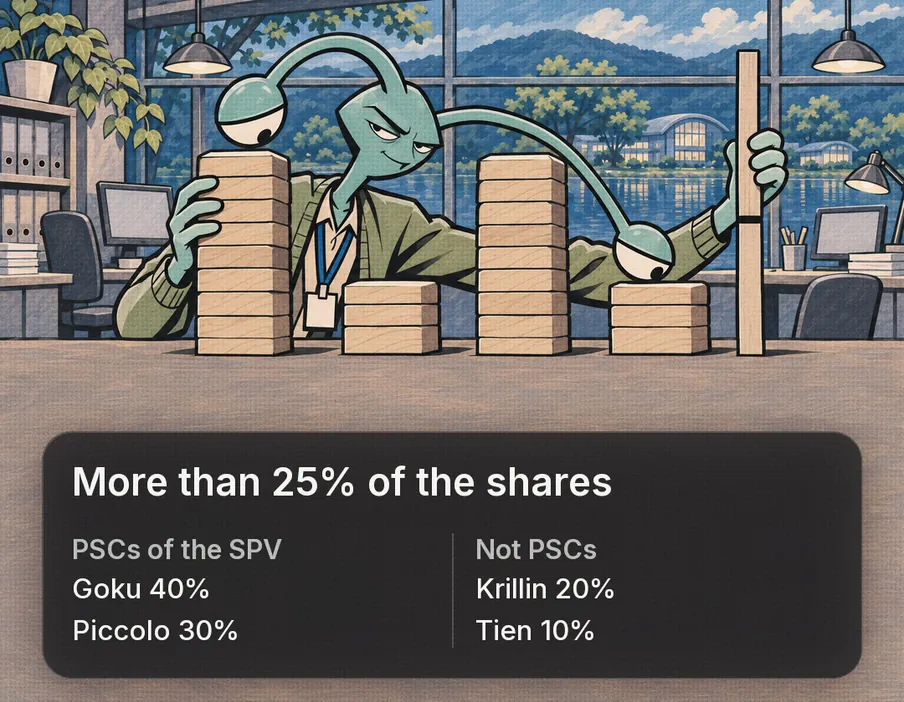 More than 25% of the shares
PSCs of the SPV
Goku 40%
Piccolo 30%
Not PSCs
Krillin 20%
Tien 10%